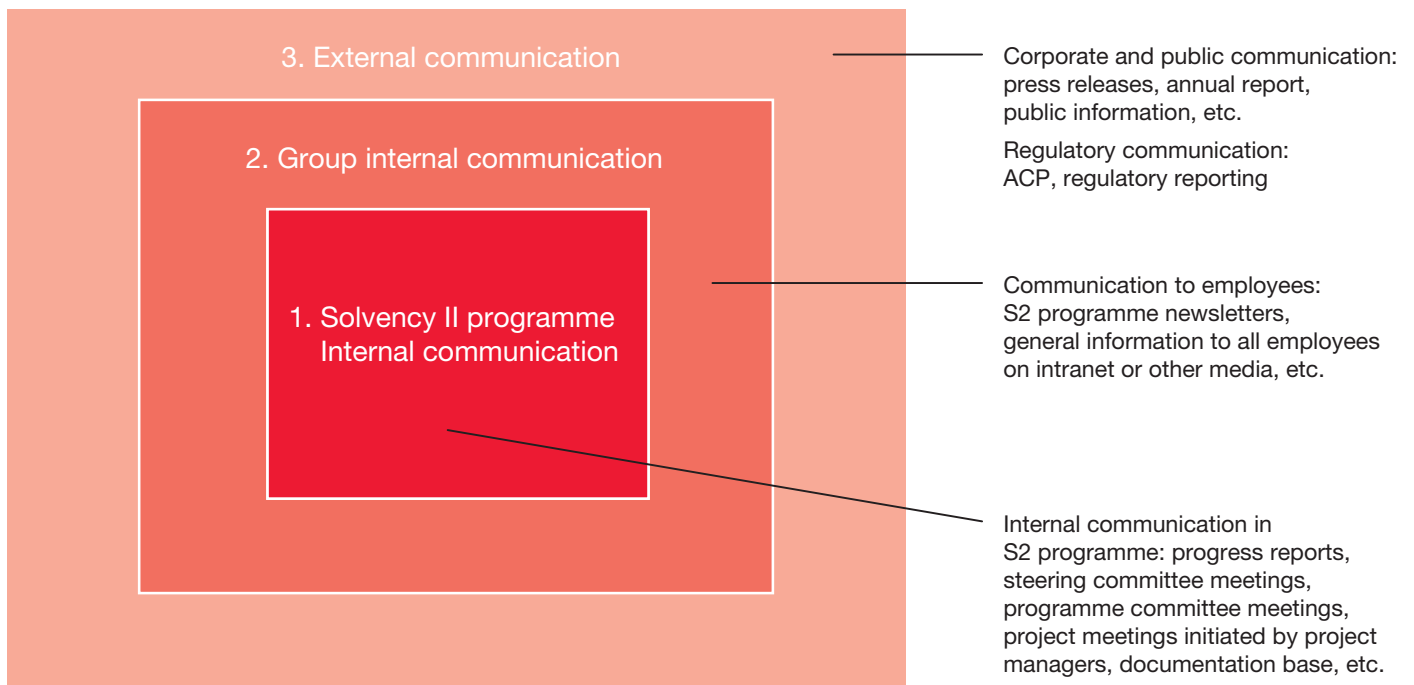 3. External communication
2. Group internal communication
1. Solvency II programme
Internal communication
Corporate and public communication:
press releases, annual report,
public information, etc.
Regulatory communication:
ACP, regulatory reporting
Communication to employees:
S2 programme newsletters,
general information to all employees
on intranet or other media, etc.
Internal communication in
S2 programme: progress reports,
steering committee meetings,
programme committee meetings,
project meetings initiated by project
managers, documentation base, etc.